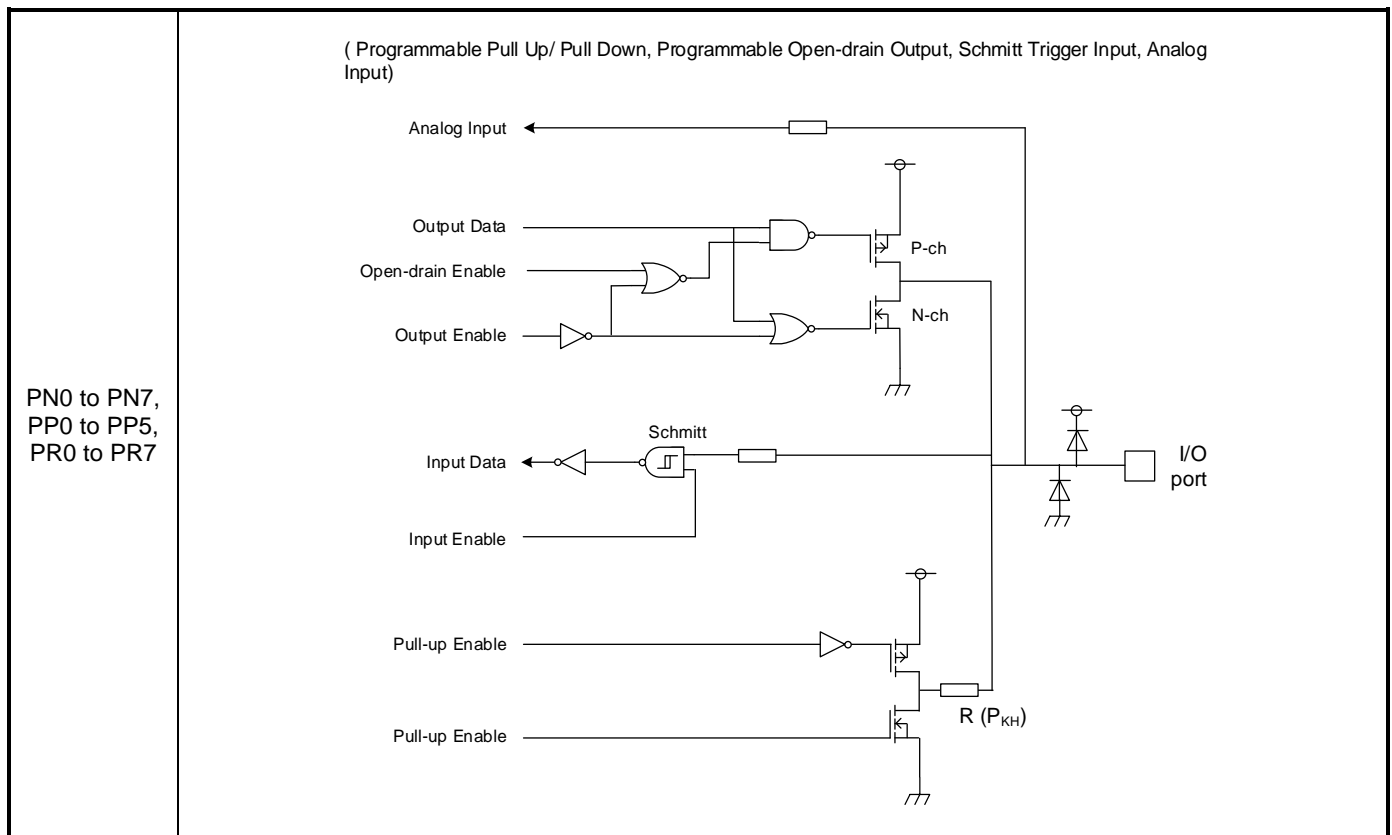 ( Programmable Pull Up/ Pull Down, Programmable Open-drain Output, Schmitt Trigger Input, Analog
Input)
Analog Input
Output Data
P-ch
Open-drain Enable
N-ch
Output Enable
PN0 to PN7,
PP0 to PP5,
PR0 to PR7
Schmitt
Input Data
I/O
port
Input Enable
Pull-up Enable
R (PKH)
Pull-up Enable